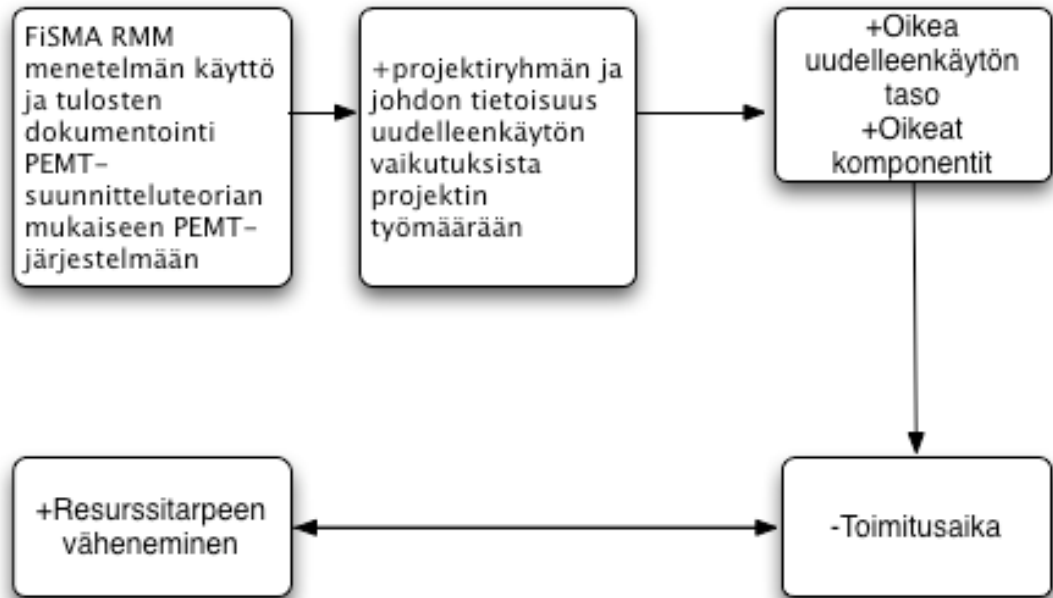 FiSMA RMM
menetelmän käyttö
ja tulosten
dokumentointi
PEMT-
suunnitteluteorian
mukaiseen PEMT-
järjestelmään
+projektiryhmän ja
johdon tietoisuus
uudelleenkäytön
vaikutuksista
projektin
työmäärään
+Oikea
uudelleenkäytön
taso
+Oikeat
komponentit
+Resurssitarpeen
väheneminen
-Toimitusaika